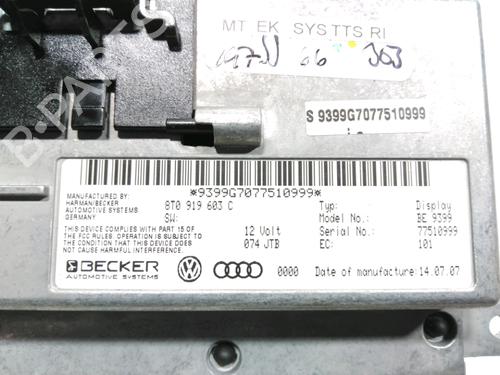 MT EK SYS TTS RI
66 303
S 9399G7077510999
*9399G7077510999*
MANUFACTURED BY:
HARMAN/BECKER
AUTOMOTIVE SYSTEMS
GERMANY
8T0 919 603 C
SW:
Typ: Display
Model No.: BE 9399
THIS DEVICE COMPLIES WITH PART 15 OF
THE FCC RULES. OPERATION IS SUBJECT TO
THE CONDITION THAT THIS DEVICE DOES
NOT CAUSE HARMFUL INTERFERENCE
12 Volt
074 JTB
Serial No.: 77510999
EC: 101
BECKER
AUTOMOTIVE SYSTEMS
0000 Date of manufacture: 14.07.07
B-PARTS